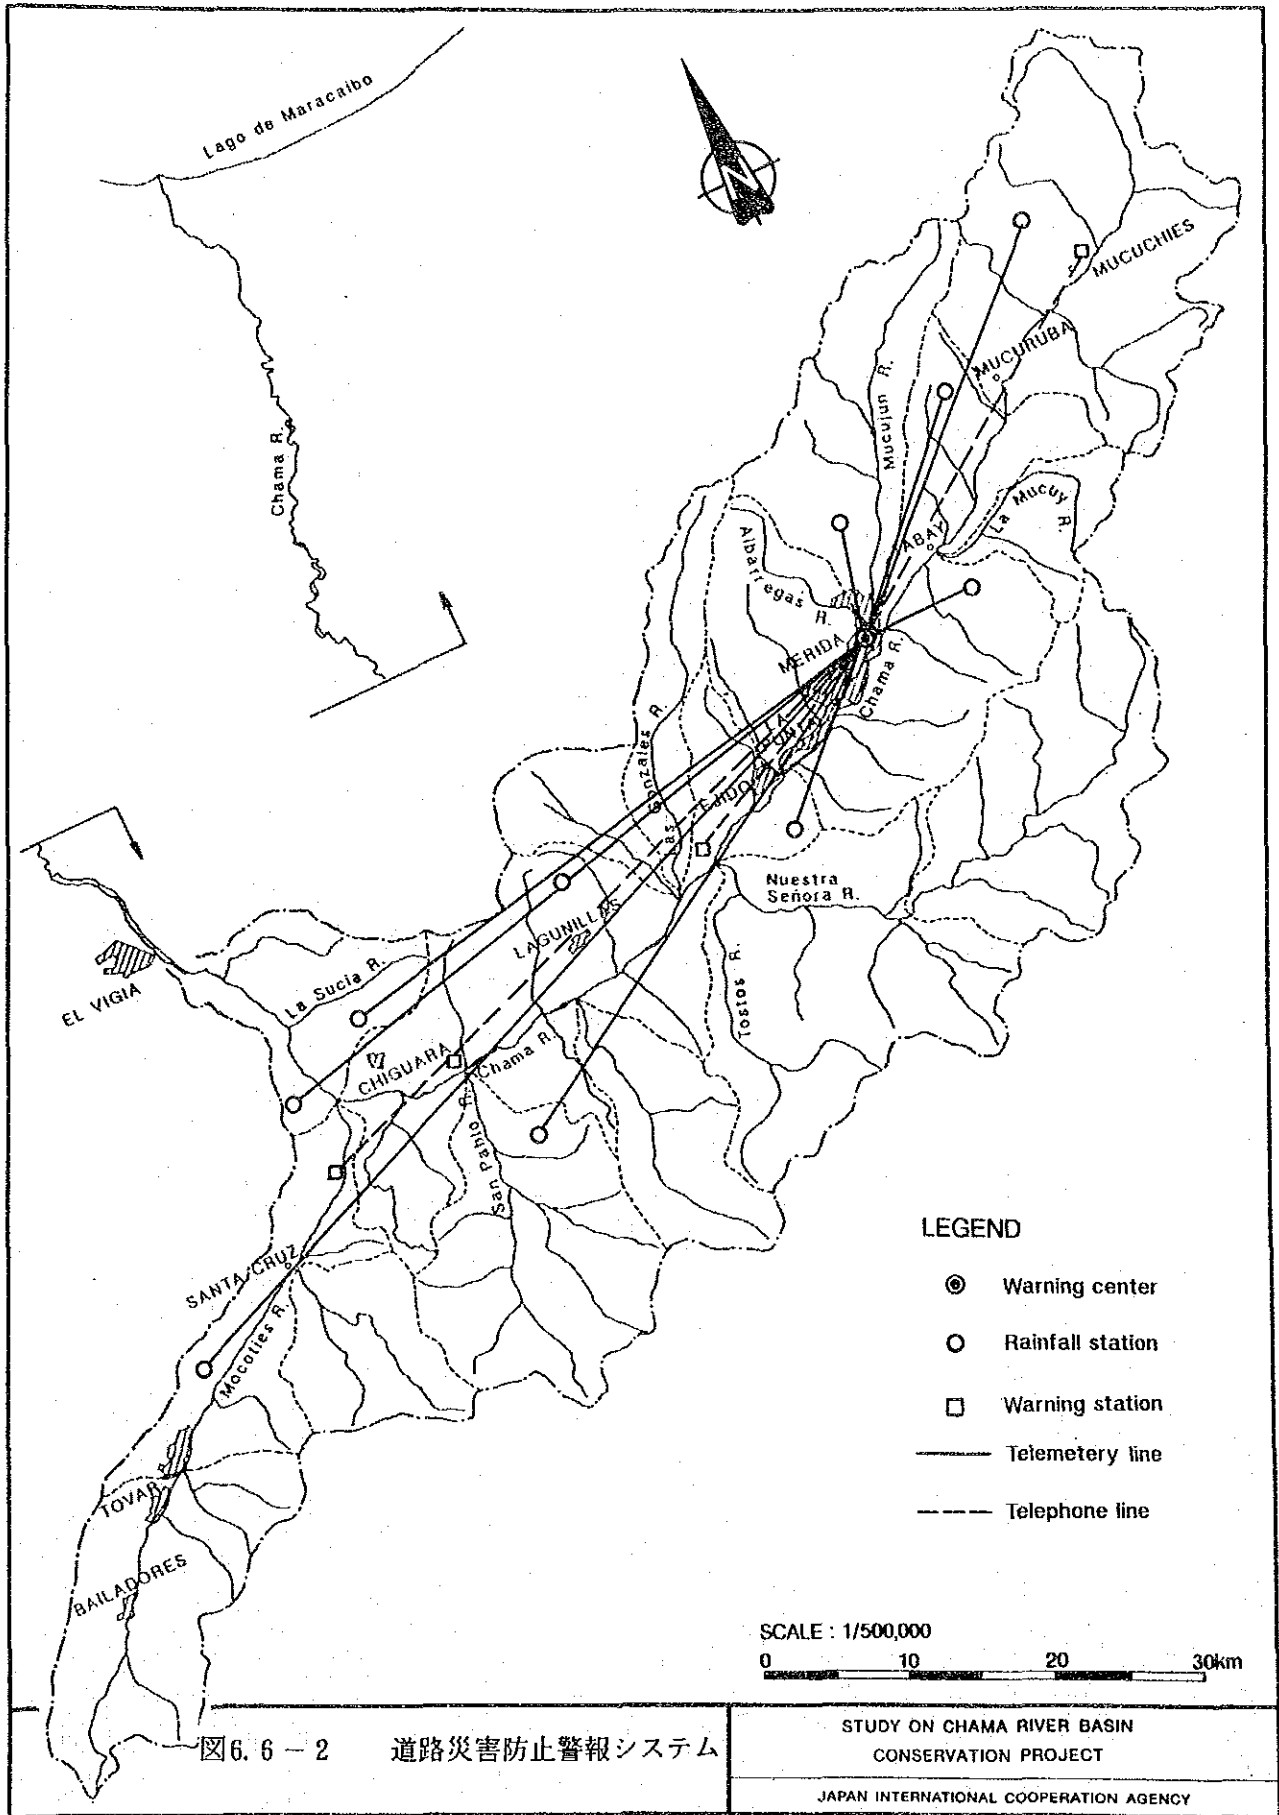 Lago de Maracaibo
Chama R.
N
MUCUCHIES
MUCURUBA
Mucujun R.
La Mucuy R.
TABAY
Albarregas R.
MERIDA
Chama R.
LA PUNTA
EJIDO
Las Gonzales R.
Nuestra
Señora R.
Tostos R.
LAGUNILLAS
La Sucia R.
EL VIGIA
CHIGUARA
Chama R.
San Pablo R.
SANTA CRUZ
Mocoties R.
TOVAR
BAILADORES
LEGEND
Warning center
Rainfall station
Warning station
Telemetery line
Telephone line
SCALE : 1/500,000
0 10 20 30km
図6.6－2 道路災害防止警報システム
STUDY ON CHAMA RIVER BASIN
CONSERVATION PROJECT
JAPAN INTERNATIONAL COOPERATION AGENCY